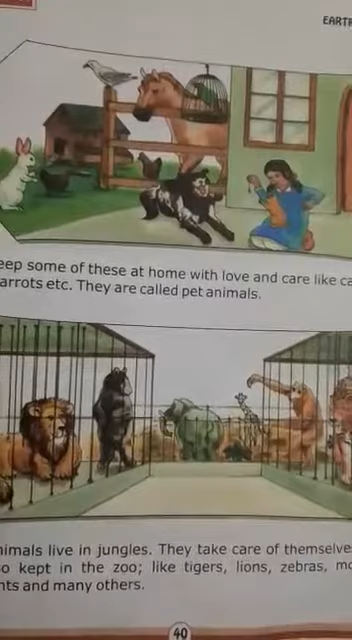 EARTH
eep some of these at home with love and care like ca
arrots etc. They are called pet animals.
nimals live in jungles. They take care of themselve
o kept in the zoo; like tigers, lions, zebras, mo
nts and many others.
40